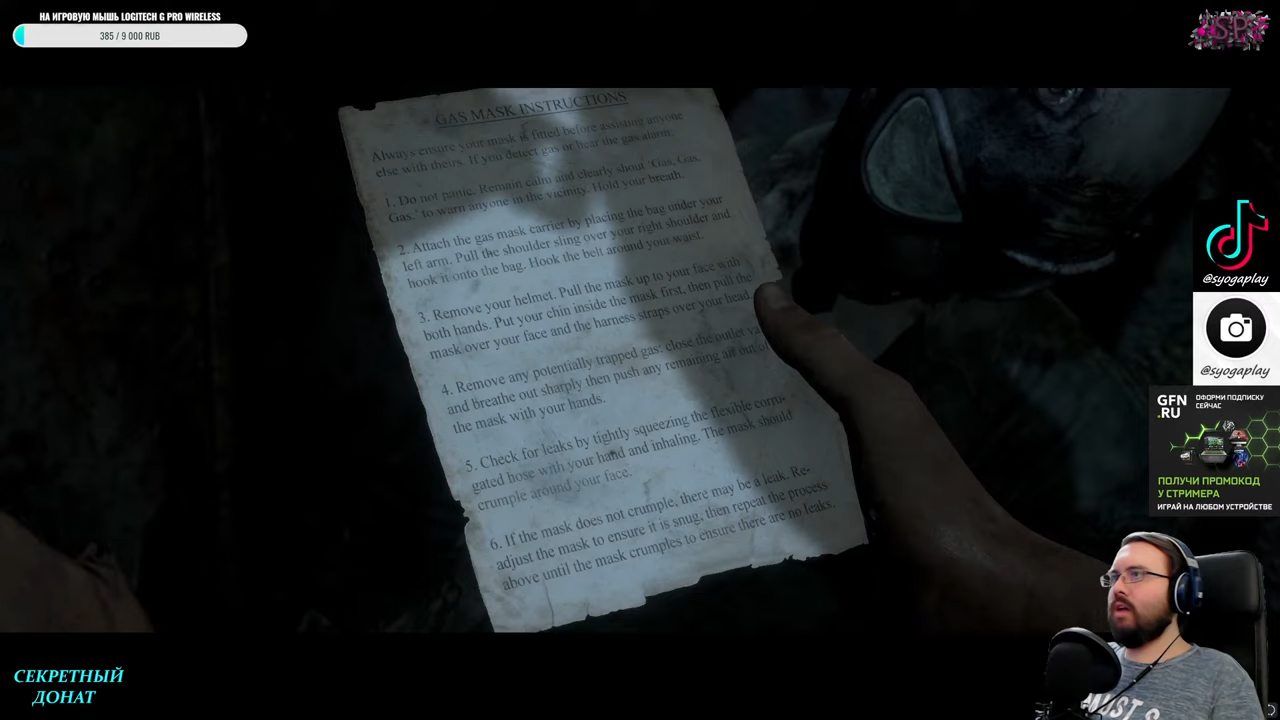 НА ИГРОВУЮ МЫШЬ LOGITECH G PRO WIRELESS
385 / 9 000 RUB
SP
GAS MASK INSTRUCTIONS
Always ensure your mask is fitted before assisting anyone
else with theirs. If you detect gas or hear the gas alarm:
1. Do not panic. Remain calm and clearly shout 'Gas, Gas,
Gas.' to warn anyone in the vicinity. Hold your breath.
2. Attach the gas mask carrier by placing the bag under your
left arm. Pull the shoulder sling over your right shoulder and
hook it onto the bag. Hook the belt around your waist.
3. Remove your helmet. Pull the mask up to your face with
both hands. Put your chin inside the mask first, then pull the
mask over your face and the harness straps over your head
4. Remove any potentially trapped gas: close the outlet va
and breathe out sharply then push any remaining air out of
the mask with your hands.
5. Check for leaks by tightly squeezing the flexible corru-
gated hose with your hand and inhaling. The mask should
crumple around your face.
6. If the mask does not crumple, there may be a leak. Re-
adjust the mask to ensure it is snug, then repeat the process
above until the mask crumples to ensure there are no leaks.
@syogaplay
@syogaplay
GFN
.RU
ОФОРМИ ПОДПИСКУ
СЕЙЧАС
ПОЛУЧИ ПРОМОКОД
У СТРИМЕРА
ИГРАЙ НА ЛЮБОМ УСТРОЙСТВЕ
СЕКРЕТНЫЙ
ДОНАТ